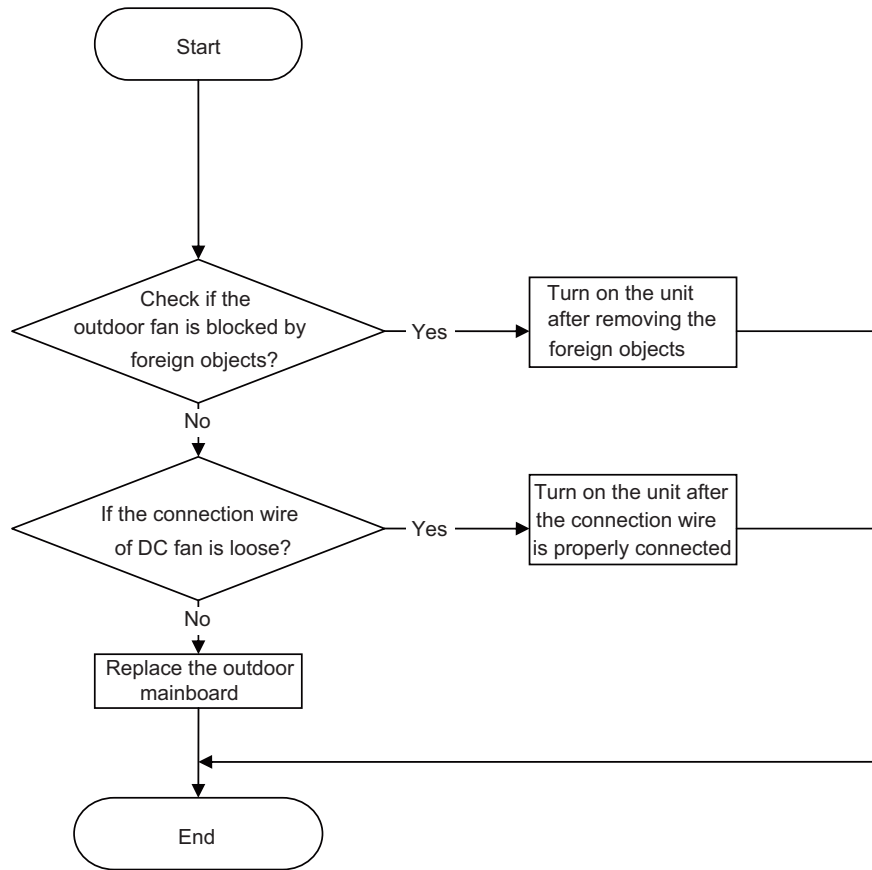 Start
Check if the
outdoor fan is blocked by
foreign objects?
Yes
Turn on the unit
after removing the
foreign objects
No
If the connection wire
of DC fan is loose?
Yes
Turn on the unit after
the connection wire
is properly connected
No
Replace the outdoor
mainboard
End